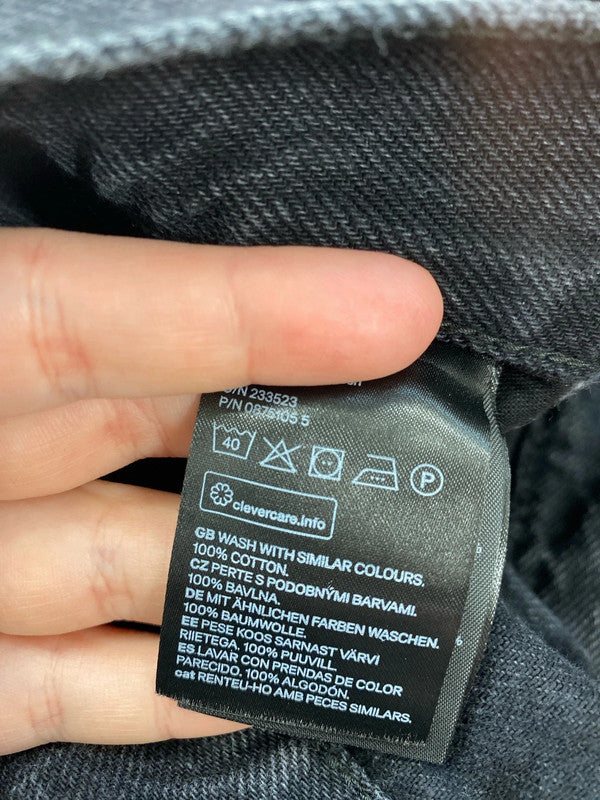 233523
P/N 0876105 5
40
P
clevercare.info
GB WASH WITH SIMILAR COLOURS.
100% COTTON.
CZ PERTE S PODOBNÝMI BARVAMI.
100% BAVLNA.
DE MIT ÄHNLICHEN FARBEN WASCHEN.
100% BAUMWOLLE.
EE PESE KOOS SARNAST VÄRVI
RIIETEGA. 100% PUUVILL.
ES LAVAR CON PRENDAS DE COLOR
PARECIDO. 100% ALGODÓN.
cat RENTEU-HO AMB PECES SIMILARS.